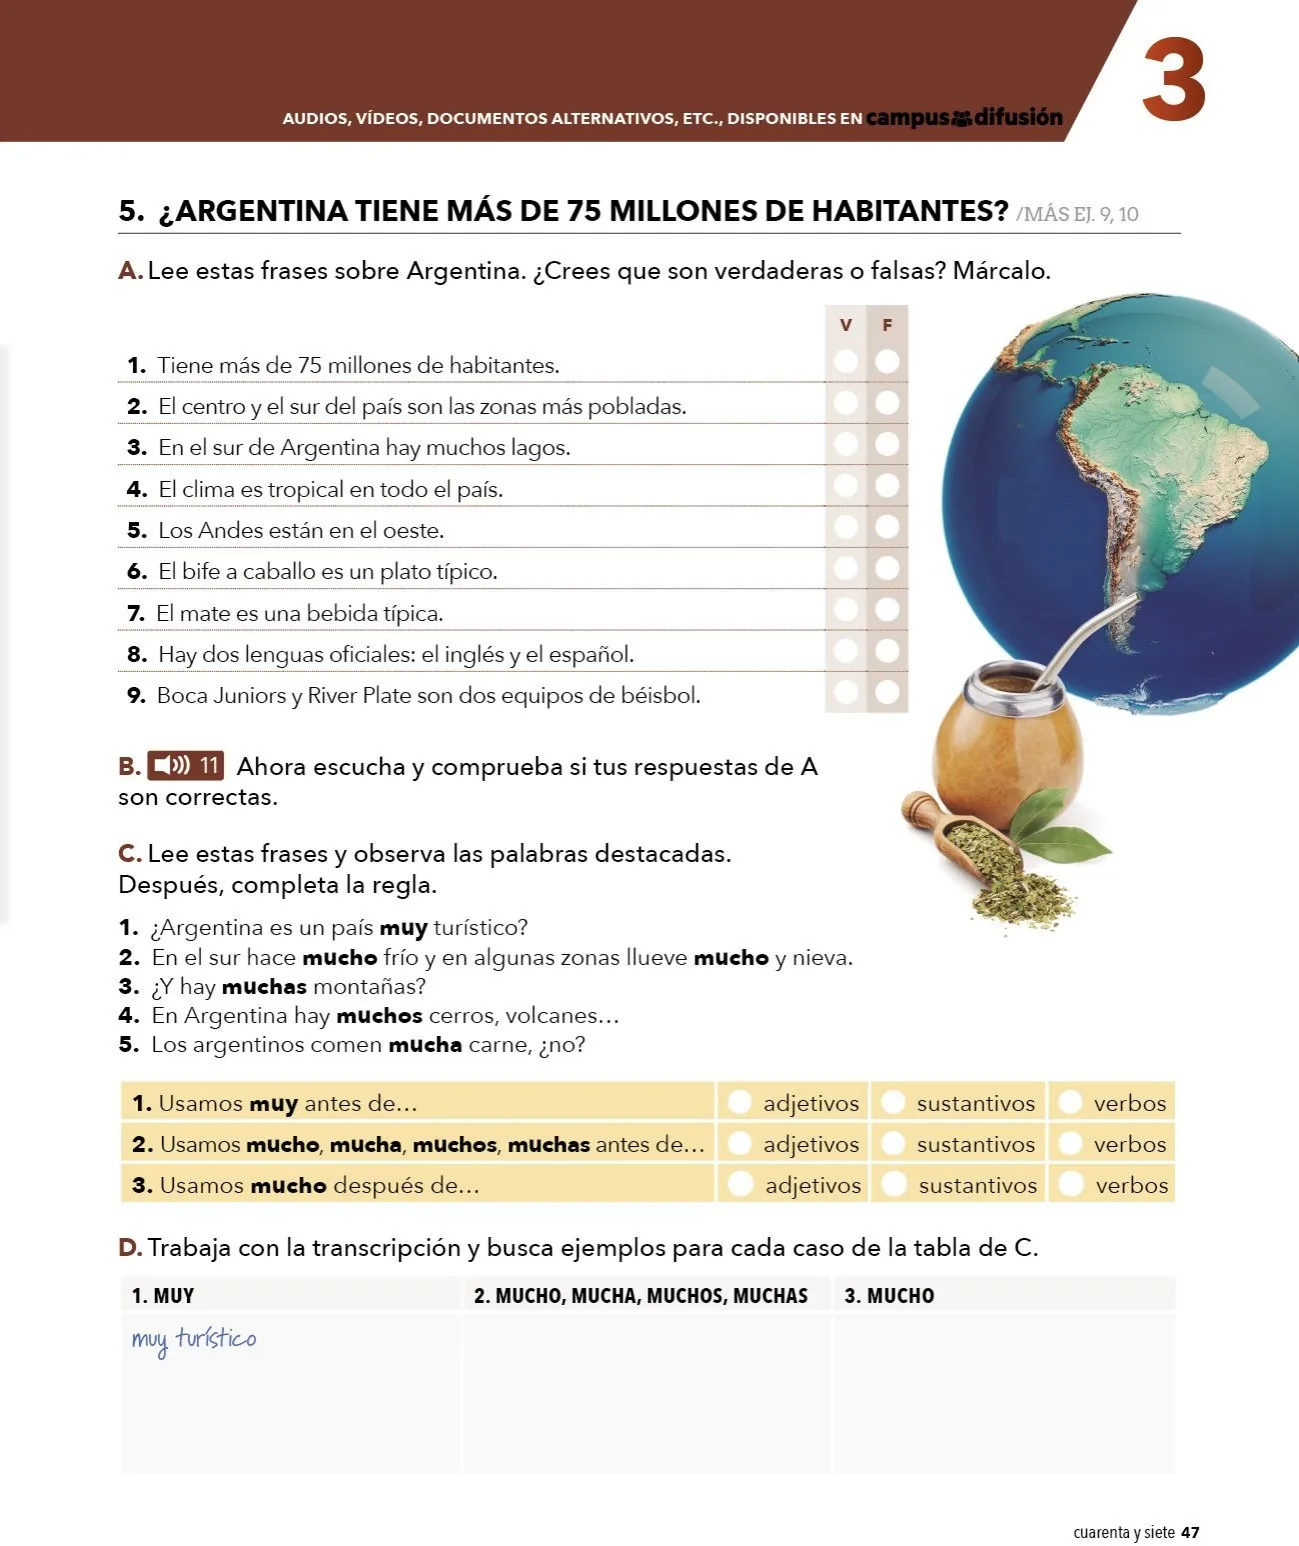 3
AUDIOS, VÍDEOS, DOCUMENTOS ALTERNATIVOS, ETC., DISPONIBLES EN campusdifusión
5. ¿ARGENTINA TIENE MÁS DE 75 MILLONES DE HABITANTES? /MÁS EJ. 9, 10
A. Lee estas frases sobre Argentina. ¿Crees que son verdaderas o falsas? Márcalo.
V F
1. Tiene más de 75 millones de habitantes.
2. El centro y el sur del país son las zonas más pobladas.
3. En el sur de Argentina hay muchos lagos.
4. El clima es tropical en todo el país.
5. Los Andes están en el oeste.
6. El bife a caballo es un plato típico.
7. El mate es una bebida típica.
8. Hay dos lenguas oficiales: el inglés y el español.
9. Boca Juniors y River Plate son dos equipos de béisbol.
B. 11 Ahora escucha y comprueba si tus respuestas de A
son correctas.
C. Lee estas frases y observa las palabras destacadas.
Después, completa la regla.
1. ¿Argentina es un país muy turístico?
2. En el sur hace mucho frío y en algunas zonas llueve mucho y nieva.
3. ¿Y hay muchas montañas?
4. En Argentina hay muchos cerros, volcanes…
5. Los argentinos comen mucha carne, ¿no?
1. Usamos muy antes de… adjetivos sustantivos verbos
2. Usamos mucho, mucha, muchos, muchas antes de… adjetivos sustantivos verbos
3. Usamos mucho después de… adjetivos sustantivos verbos
D. Trabaja con la transcripción y busca ejemplos para cada caso de la tabla de C.
1. MUY 2. MUCHO, MUCHA, MUCHOS, MUCHAS 3. MUCHO
muy turístico
cuarenta y siete 47